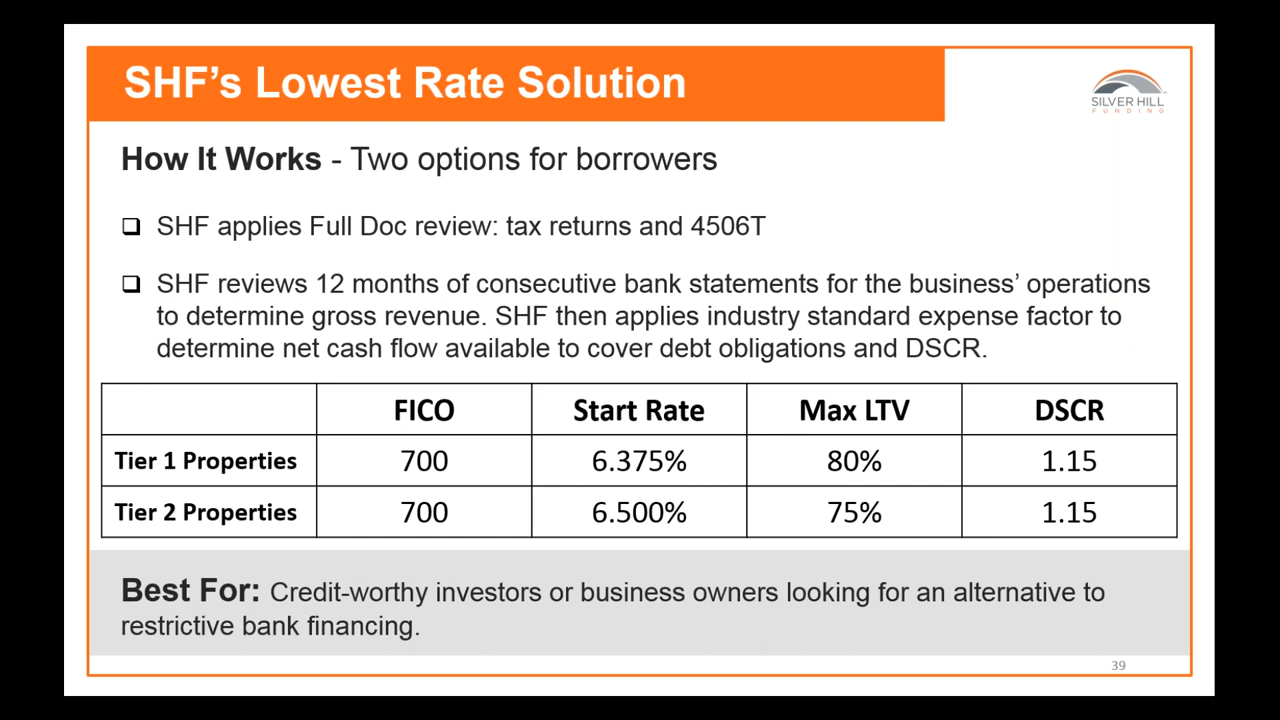 SHF’s Lowest Rate Solution
SILVER HILL
FUNDING
How It Works - Two options for borrowers
SHF applies Full Doc review: tax returns and 4506T
SHF reviews 12 months of consecutive bank statements for the business’ operations
to determine gross revenue. SHF then applies industry standard expense factor to
determine net cash flow available to cover debt obligations and DSCR.
FICO Start Rate Max LTV DSCR
Tier 1 Properties 700 6.375% 80% 1.15
Tier 2 Properties 700 6.500% 75% 1.15
Best For: Credit-worthy investors or business owners looking for an alternative to
restrictive bank financing.
39